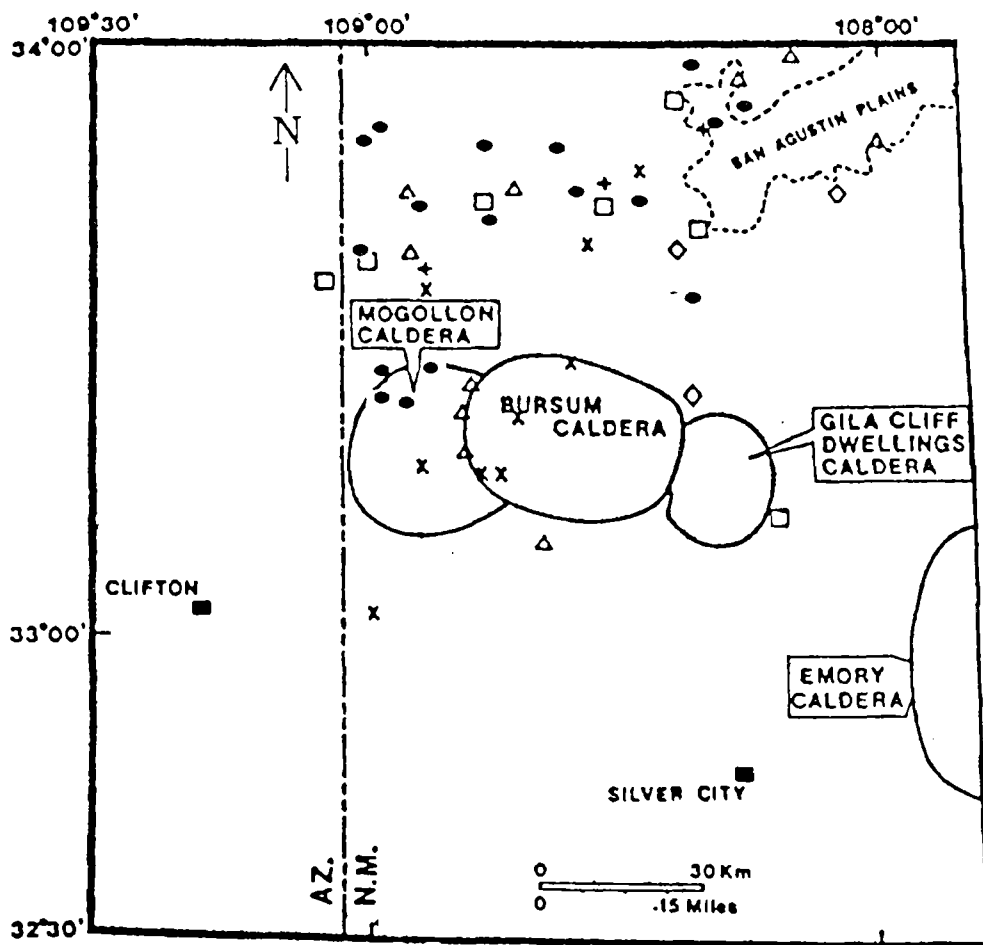 109°30'
109°00'
108°00'
34°00'
N
SAN AGUSTIN PLAINS
MOGOLLON
CALDERA
BURSUM
CALDERA
GILA CLIFF
DWELLINGS
CALDERA
CLIFTON
33°00'
EMORY
CALDERA
SILVER CITY
AZ.
N.M.
0 30 Km
0 .15 Miles
32°30'